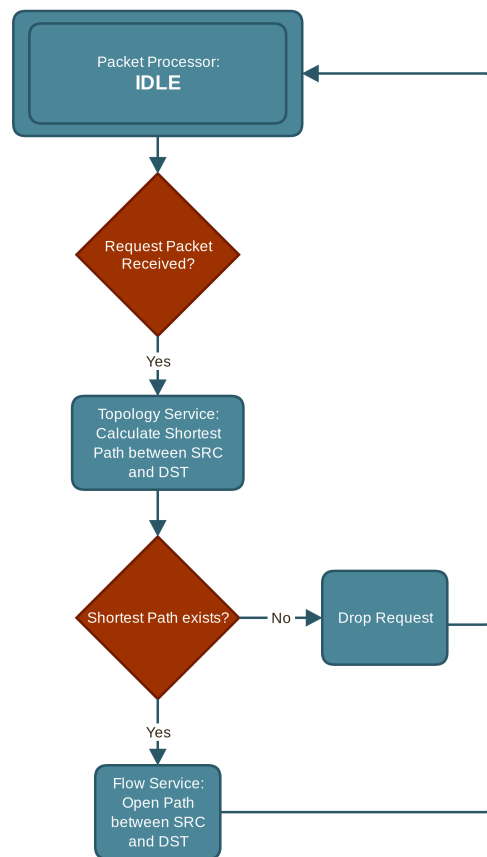 Packet Processor:
IDLE
Request Packet
Received?
Yes
Topology Service:
Calculate Shortest
Path between SRC
and DST
Shortest Path exists?
No
Drop Request
Yes
Flow Service:
Open Path
between SRC
and DST